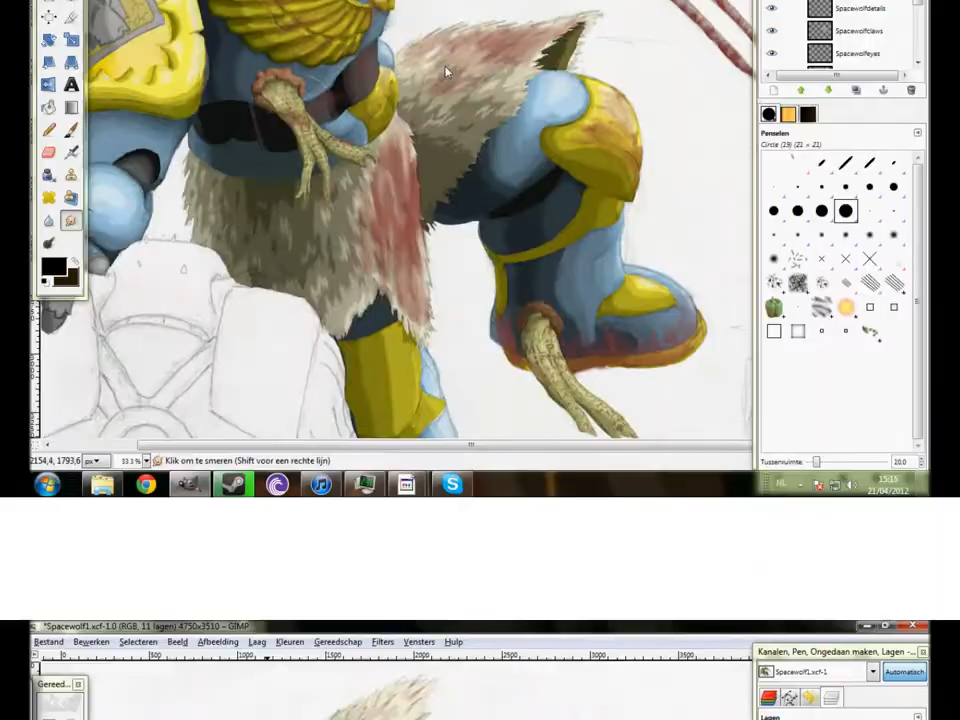 Spacewolfdetails
Spacewolfclaws
Spacewolfeyes
Penselen
Circle (19) (21 × 21)
Tussenruimte:
20,0
2154,4, 1793,6
px
33.3 %
Klik om te smeren (Shift voor een rechte lijn)
NL
15:15
21/04/2012
*Spacewolf1.xcf-1.0 (RGB, 11 lagen) 4750x3510 – GIMP
Bestand Bewerken Selecteren Beeld Afbeelding Laag Kleuren Gereedschap Filters Vensters Hulp
0 500 1000 1500 2000 2500 3000 3500
Kanalen, Pen, Ongedaan maken, Lagen -...
Spacewolf1.xcf-1
Automatisch
Gereed...
Lagen